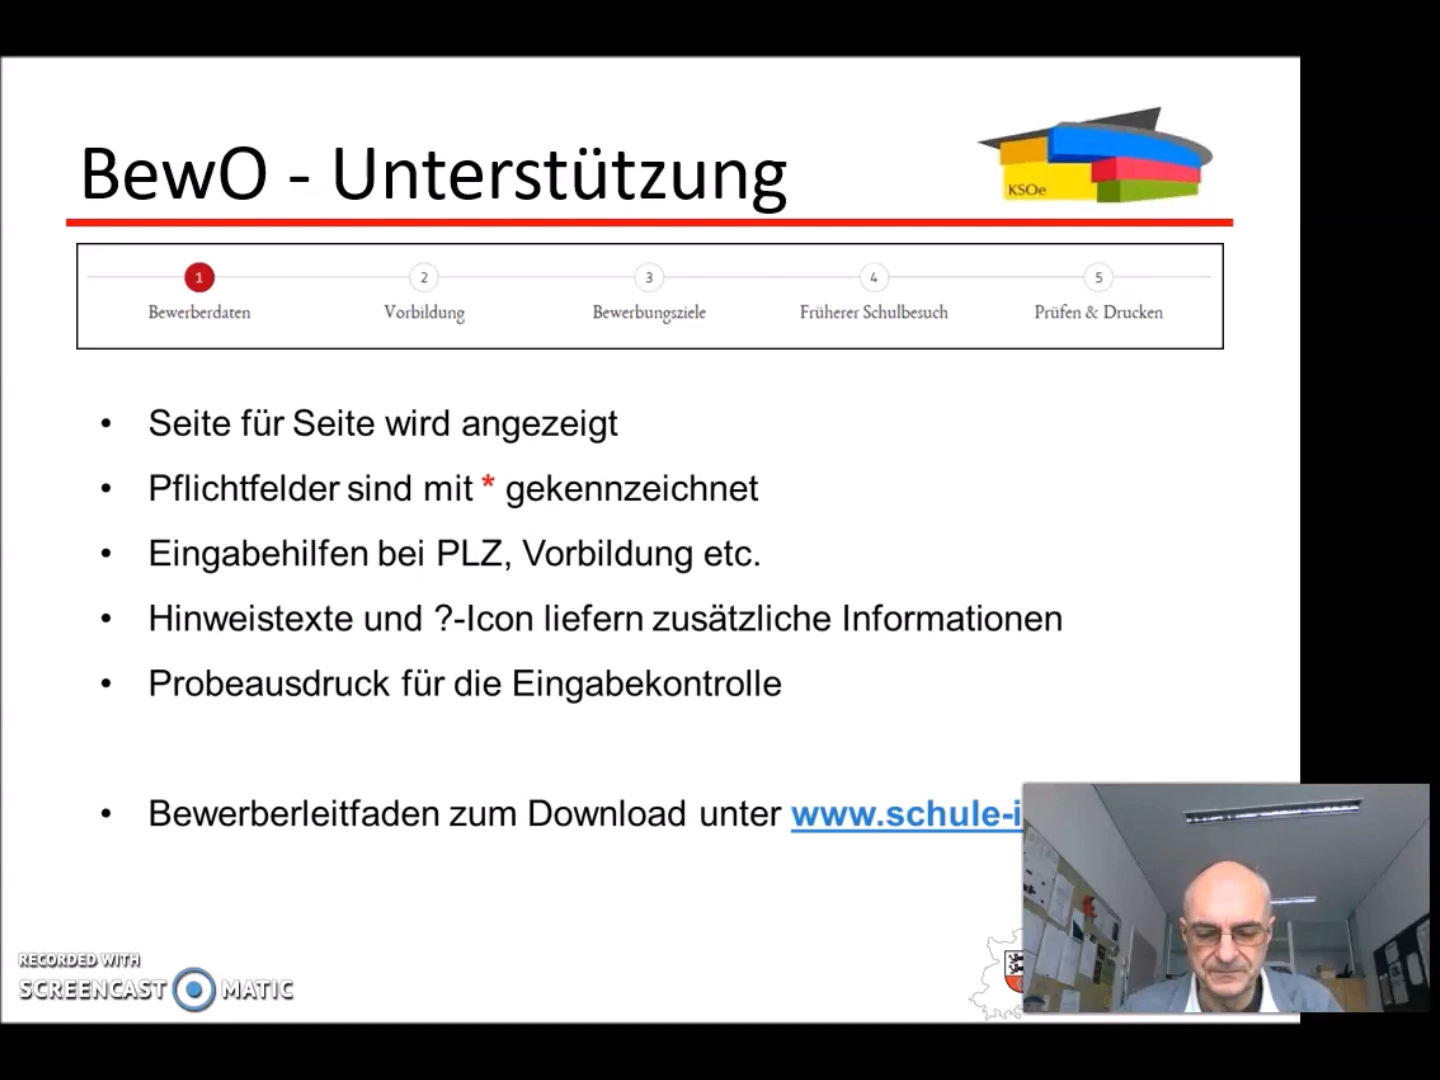 BewO - Unterstützung
KSOe
1
Bewerberdaten
2
Vorbildung
3
Bewerbungsziele
4
Früherer Schulbesuch
5
Prüfen & Drucken
• Seite für Seite wird angezeigt
• Pflichtfelder sind mit * gekennzeichnet
• Eingabehilfen bei PLZ, Vorbildung etc.
• Hinweistexte und ?-Icon liefern zusätzliche Informationen
• Probeausdruck für die Eingabekontrolle
• Bewerberleitfaden zum Download unter www.schule-i
RECORDED WITH
SCREENCAST MATIC